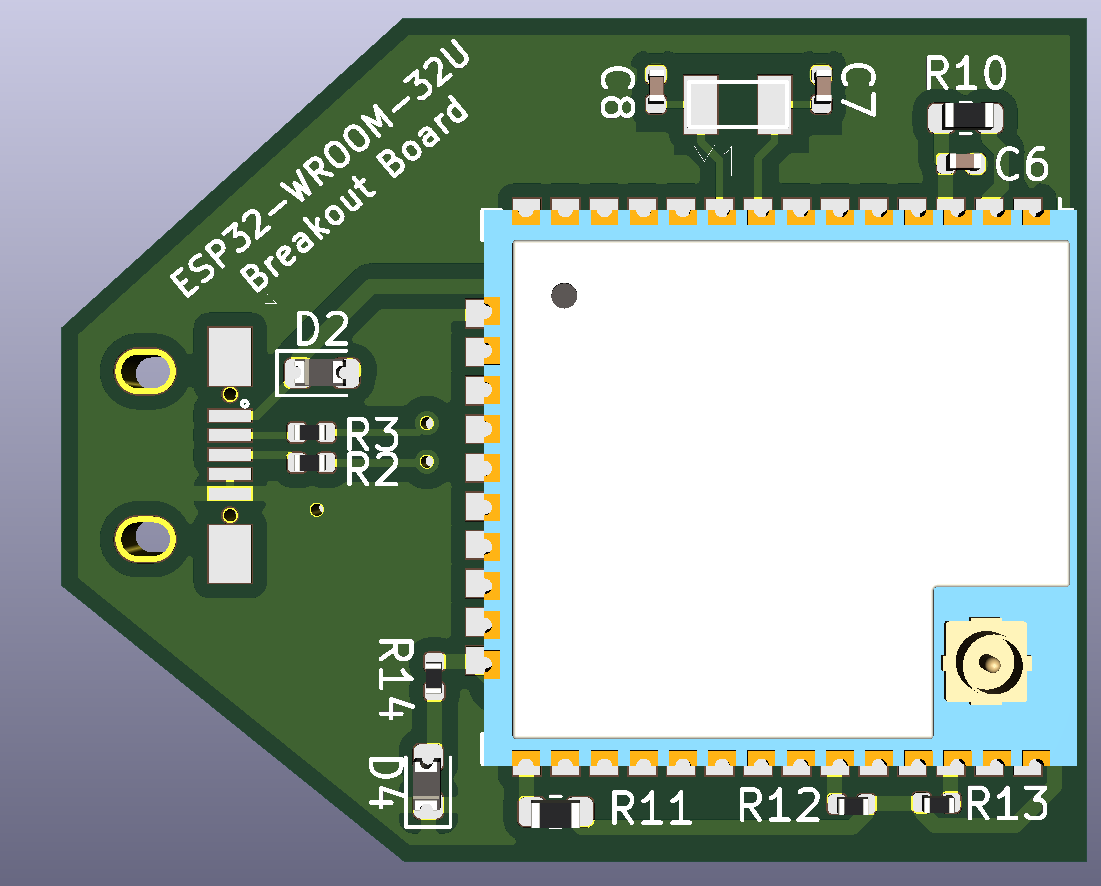 ESP32-WROOM-32U
Breakout Board
C8
C7
R10
C6
Y1
D2
R3
R2
R14
D4
R11
R12
R13